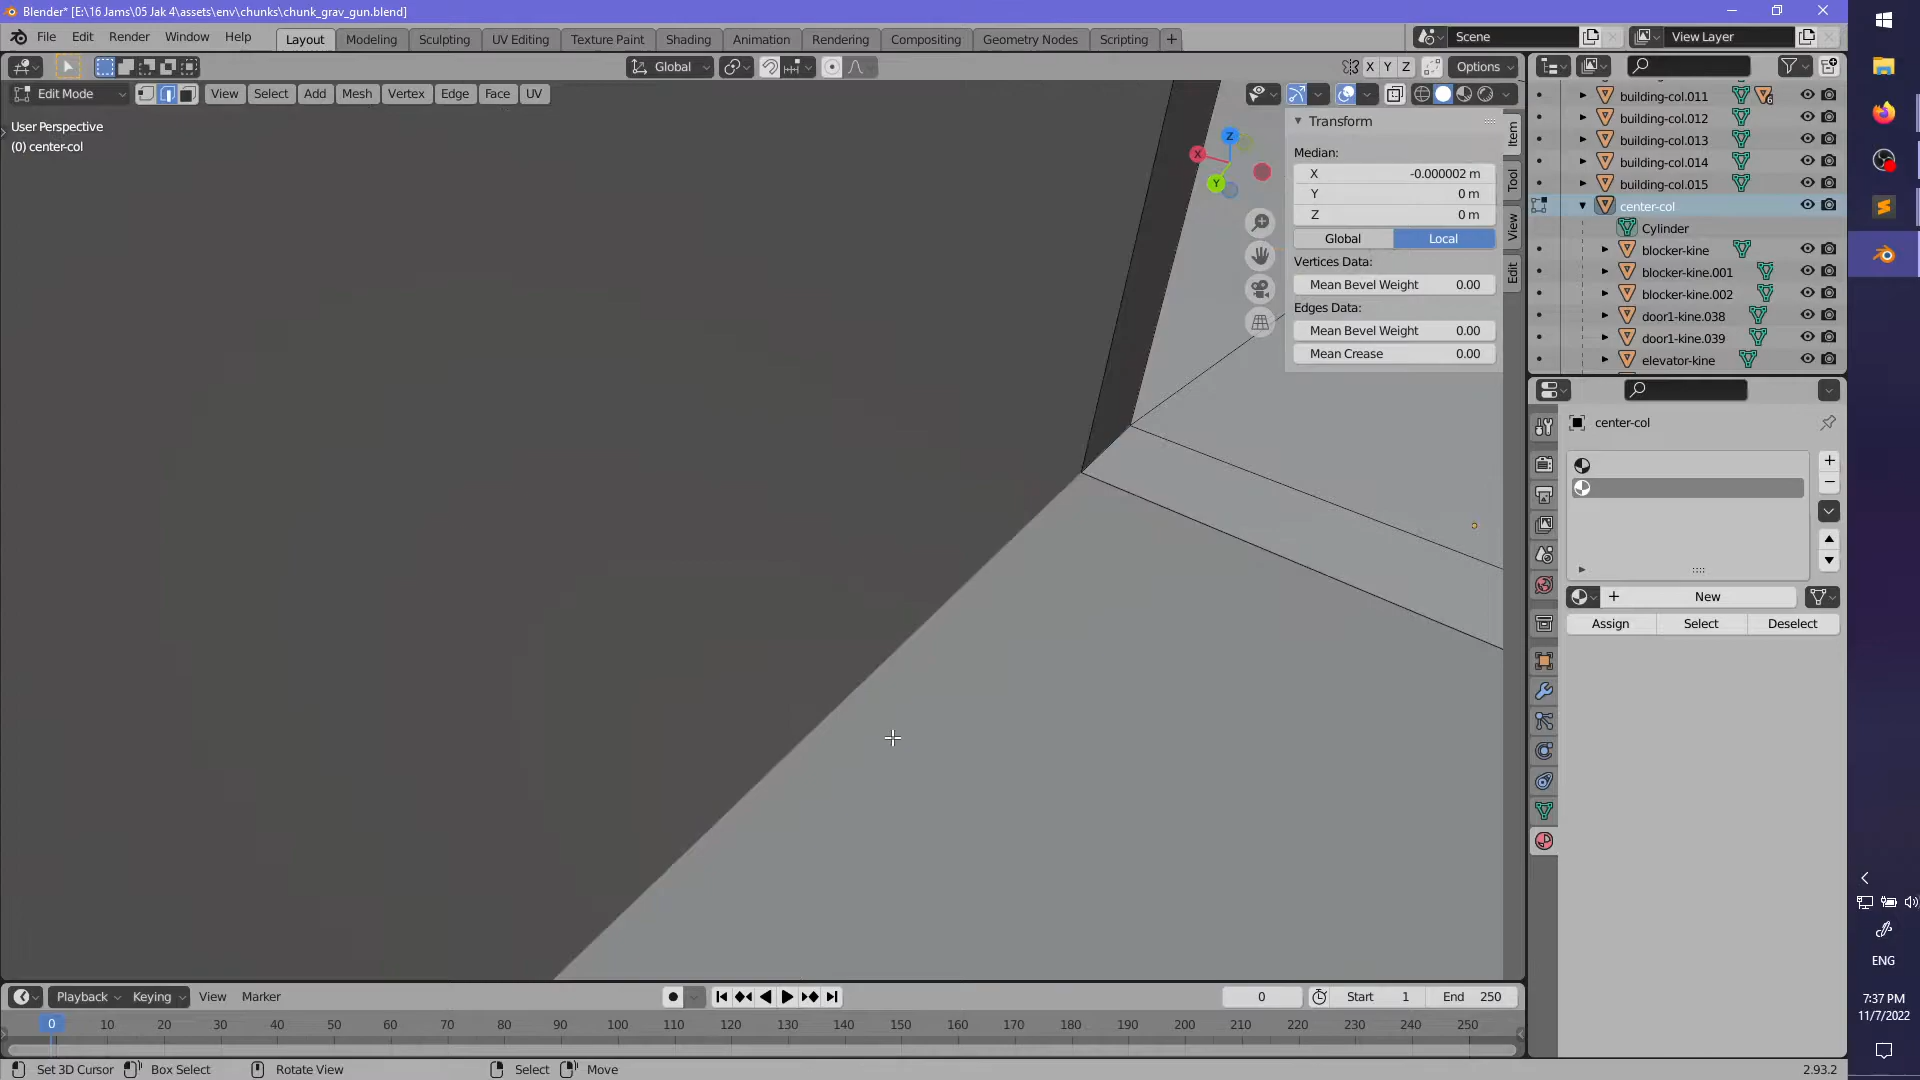 Blender* [E:\16 Jams\05 Jak 4\assets\env\chunks\chunk_grav_gun.blend]
File Edit Render Window Help Layout Modeling Sculpting UV Editing Texture Paint Shading Animation Rendering Compositing Geometry Nodes Scripting + Scene View Layer
Global X Y Z Options
Edit Mode View Select Add Mesh Vertex Edge Face UV
User Perspective
(0) center-col
Z
X
Y
Transform
Median:
X -0.000002 m
Y 0 m
Z 0 m
Global Local
Vertices Data:
Mean Bevel Weight 0.00
Edges Data:
Mean Bevel Weight 0.00
Mean Crease 0.00
Item
Tool
View
Edit
building-col.011 6
building-col.012
building-col.013
building-col.014
building-col.015
center-col
Cylinder
blocker-kine
blocker-kine.001
blocker-kine.002
door1-kine.038
door1-kine.039
elevator-kine
center-col
+ New
Assign Select Deselect
Playback Keying View Marker 0 Start 1 End 250
0 10 20 30 40 50 60 70 80 90 100 110 120 130 140 150 160 170 180 190 200 210 220 230 240 250
Set 3D Cursor Box Select Rotate View Select Move 2.93.2
ENG
7:37 PM
11/7/2022